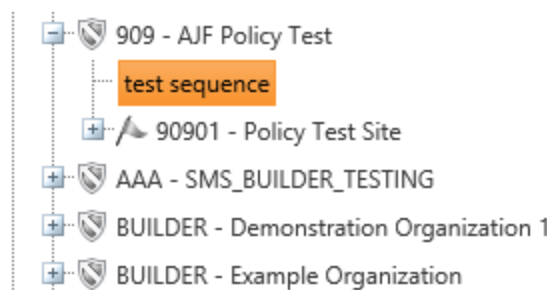 909 - AJF Policy Test
test sequence
90901 - Policy Test Site
AAA - SMS_BUILDER_TESTING
BUILDER - Demonstration Organization 1
BUILDER - Example Organization